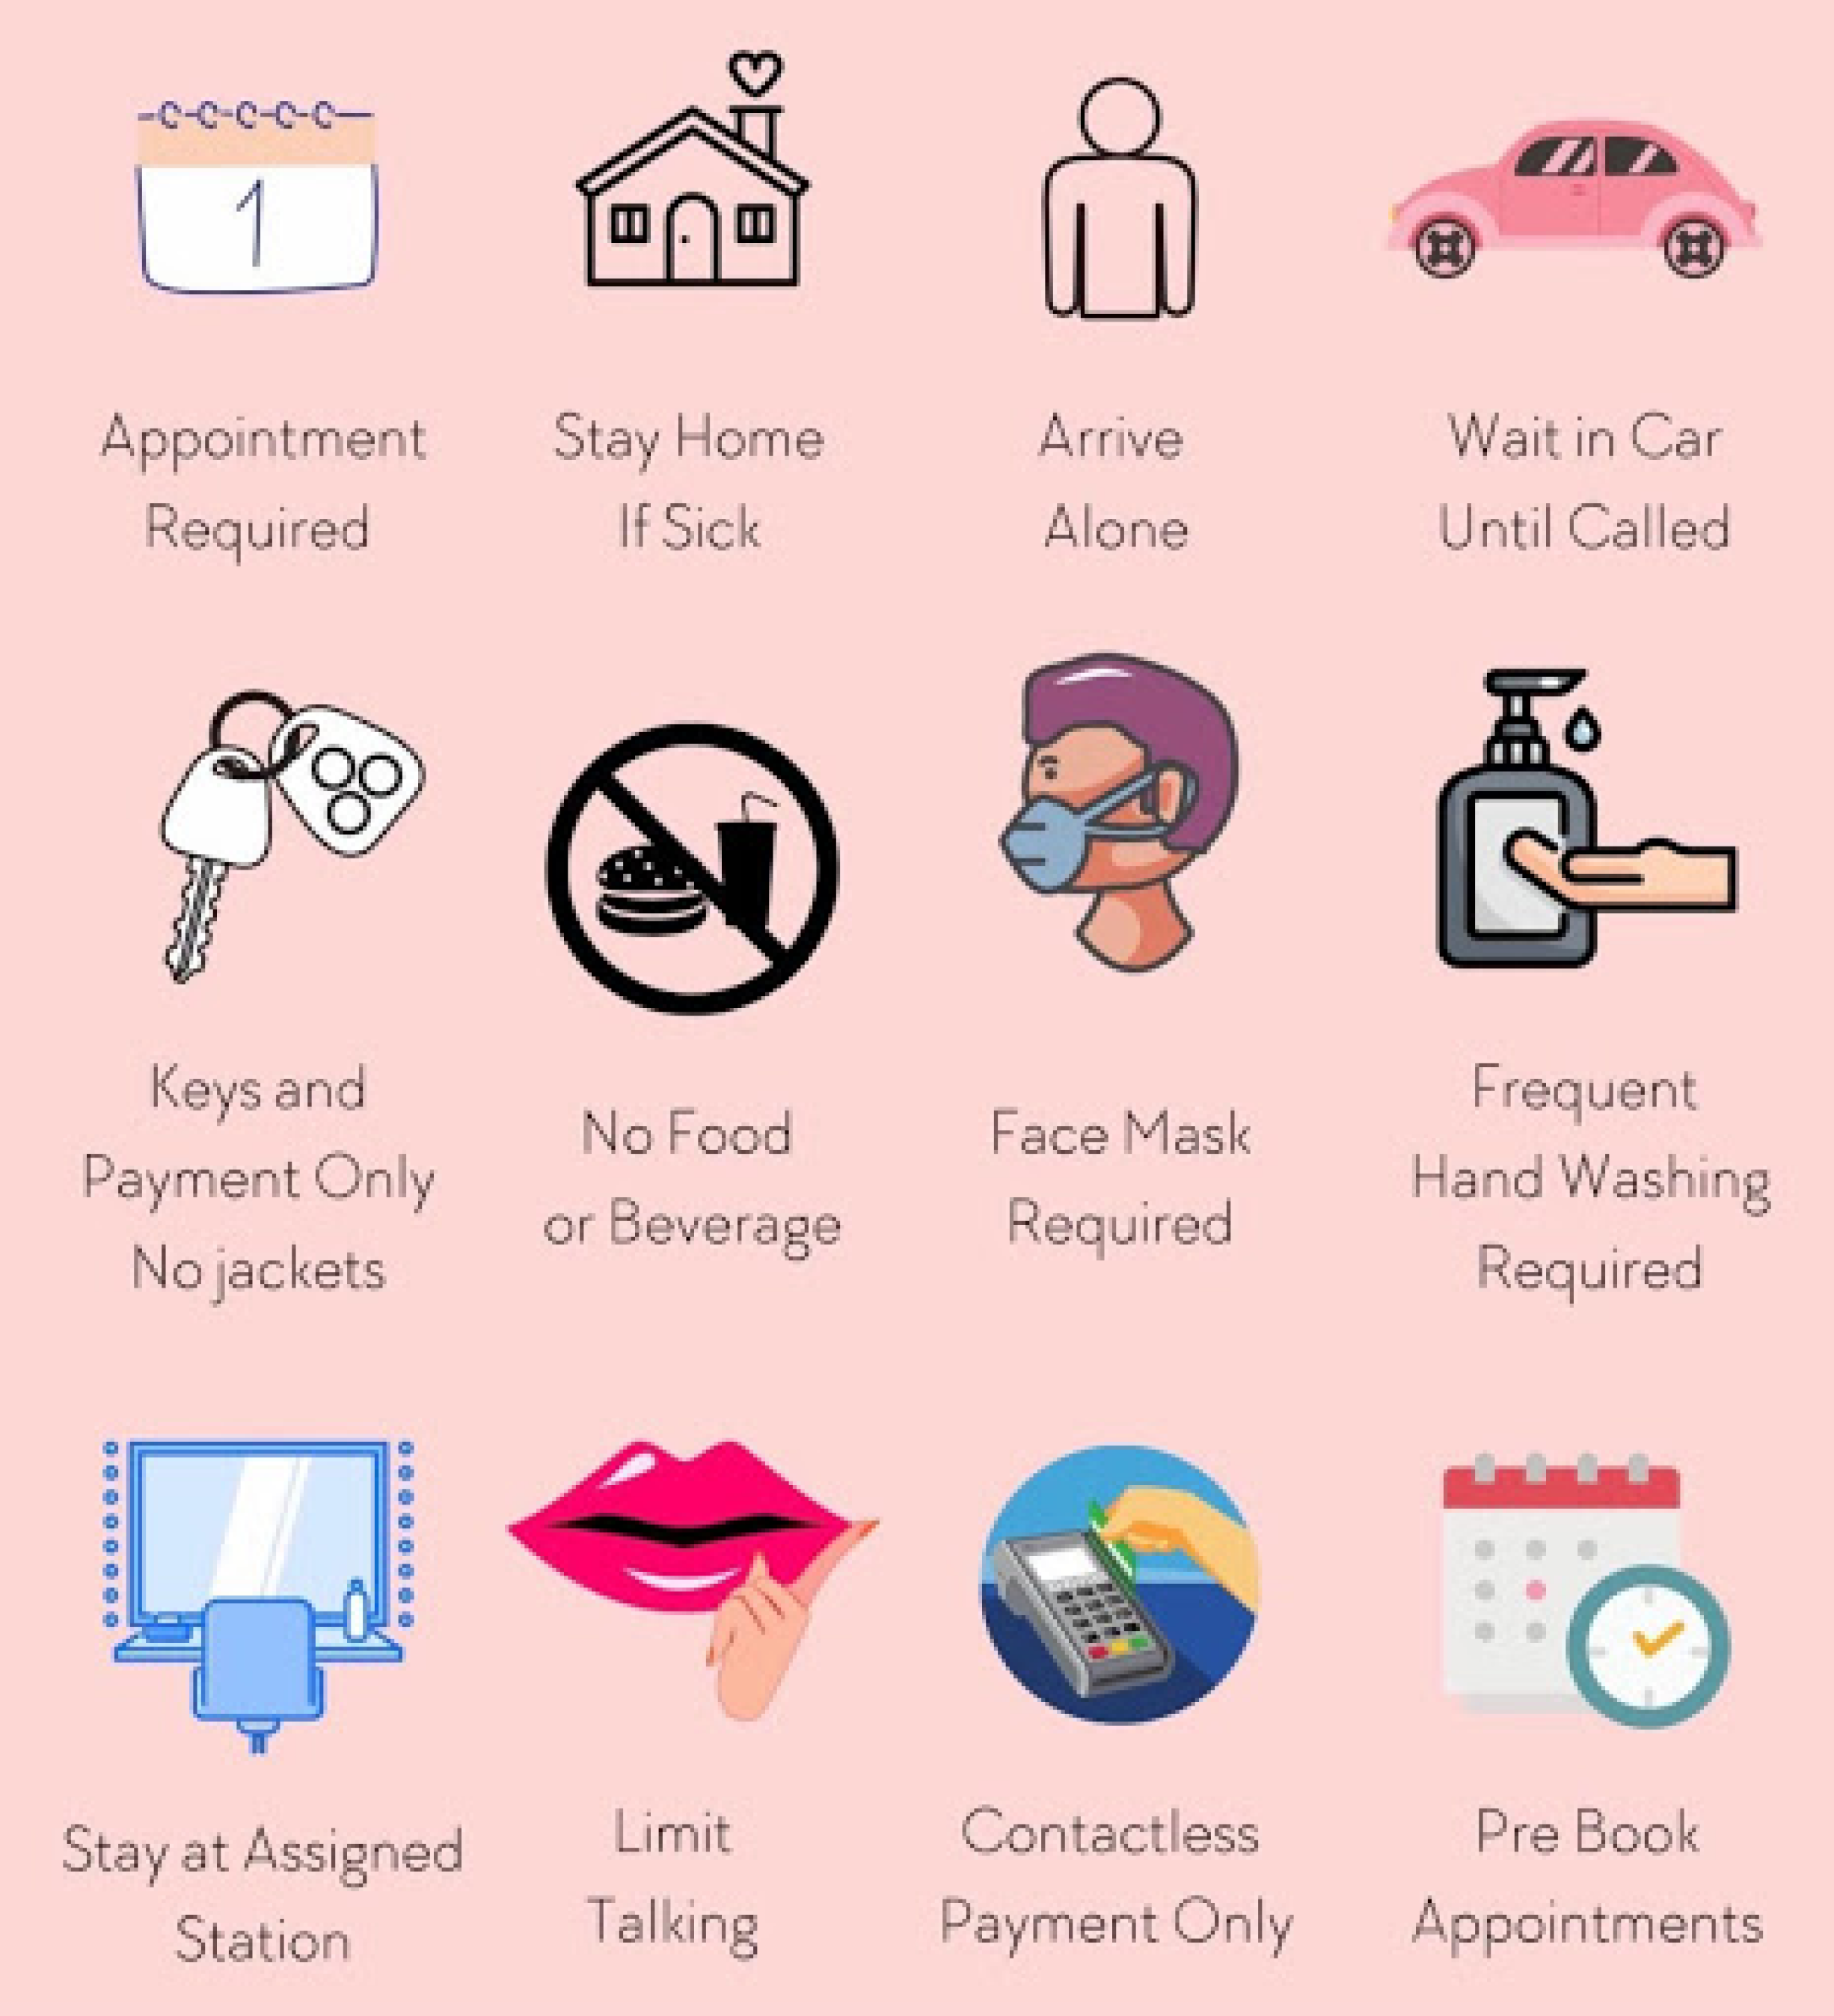 1
Appointment
Required
Stay Home
If Sick
Arrive
Alone
Wait in Car
Until Called
Keys and
Payment Only
No jackets
No Food
or Beverage
Face Mask
Required
Frequent
Hand Washing
Required
Stay at Assigned
Station
Limit
Talking
Contactless
Payment Only
Pre Book
Appointments